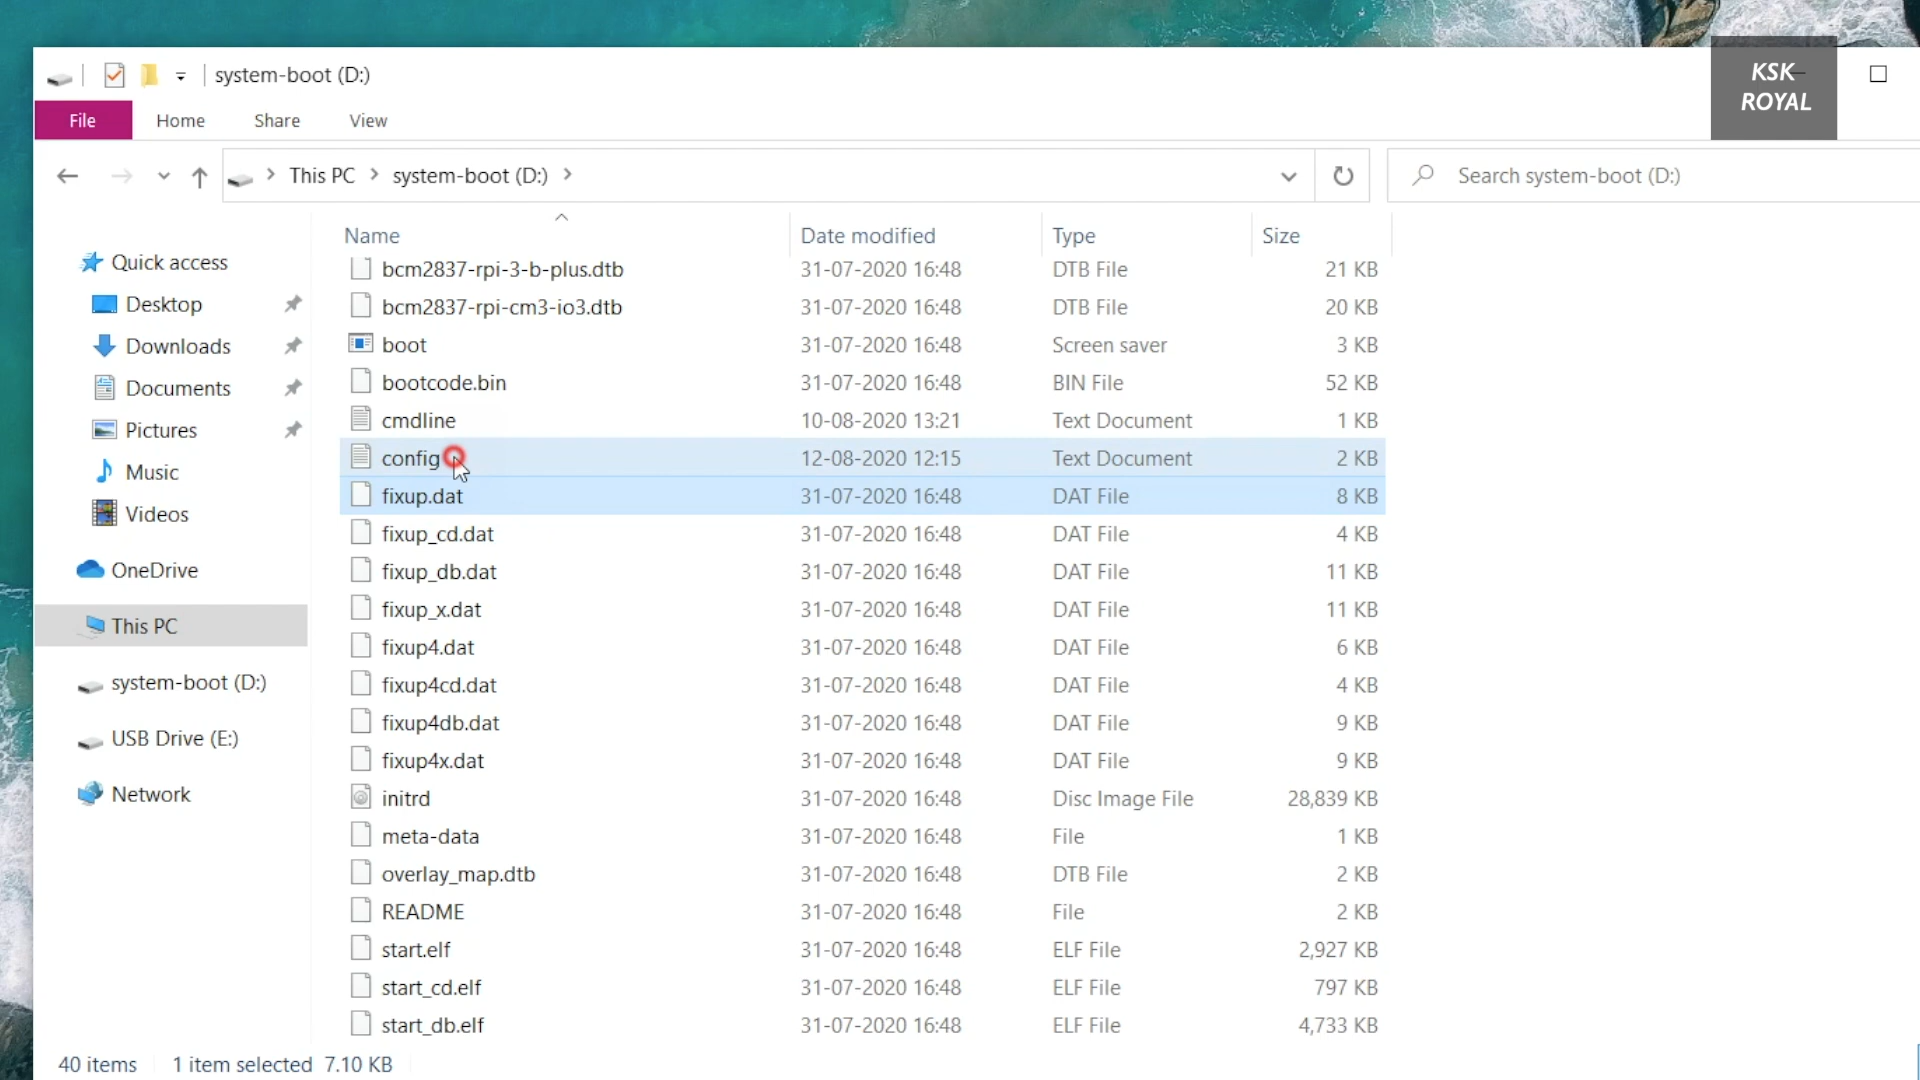 system-boot (D:)
KSK
ROYAL
File Home Share View
This PC system-boot (D:)
Search system-boot (D:)
Name Date modified Type Size
Quick access
Desktop
Downloads
Documents
Pictures
Music
Videos
OneDrive
This PC
system-boot (D:)
USB Drive (E:)
Network
bcm2837-rpi-3-b-plus.dtb 31-07-2020 16:48 DTB File 21 KB
bcm2837-rpi-cm3-io3.dtb 31-07-2020 16:48 DTB File 20 KB
boot 31-07-2020 16:48 Screen saver 3 KB
bootcode.bin 31-07-2020 16:48 BIN File 52 KB
cmdline 10-08-2020 13:21 Text Document 1 KB
config 12-08-2020 12:15 Text Document 2 KB
fixup.dat 31-07-2020 16:48 DAT File 8 KB
fixup_cd.dat 31-07-2020 16:48 DAT File 4 KB
fixup_db.dat 31-07-2020 16:48 DAT File 11 KB
fixup_x.dat 31-07-2020 16:48 DAT File 11 KB
fixup4.dat 31-07-2020 16:48 DAT File 6 KB
fixup4cd.dat 31-07-2020 16:48 DAT File 4 KB
fixup4db.dat 31-07-2020 16:48 DAT File 9 KB
fixup4x.dat 31-07-2020 16:48 DAT File 9 KB
initrd 31-07-2020 16:48 Disc Image File 28,839 KB
meta-data 31-07-2020 16:48 File 1 KB
overlay_map.dtb 31-07-2020 16:48 DTB File 2 KB
README 31-07-2020 16:48 File 2 KB
start.elf 31-07-2020 16:48 ELF File 2,927 KB
start_cd.elf 31-07-2020 16:48 ELF File 797 KB
start_db.elf 31-07-2020 16:48 ELF File 4,733 KB
40 items 1 item selected 7.10 KB